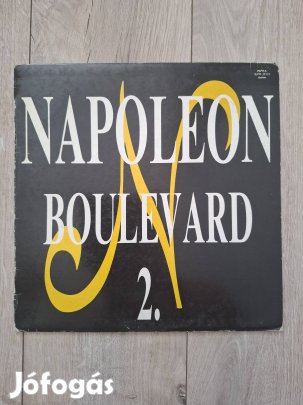 NAPOLEON
N
BOULEVARD
2.
Jófogás